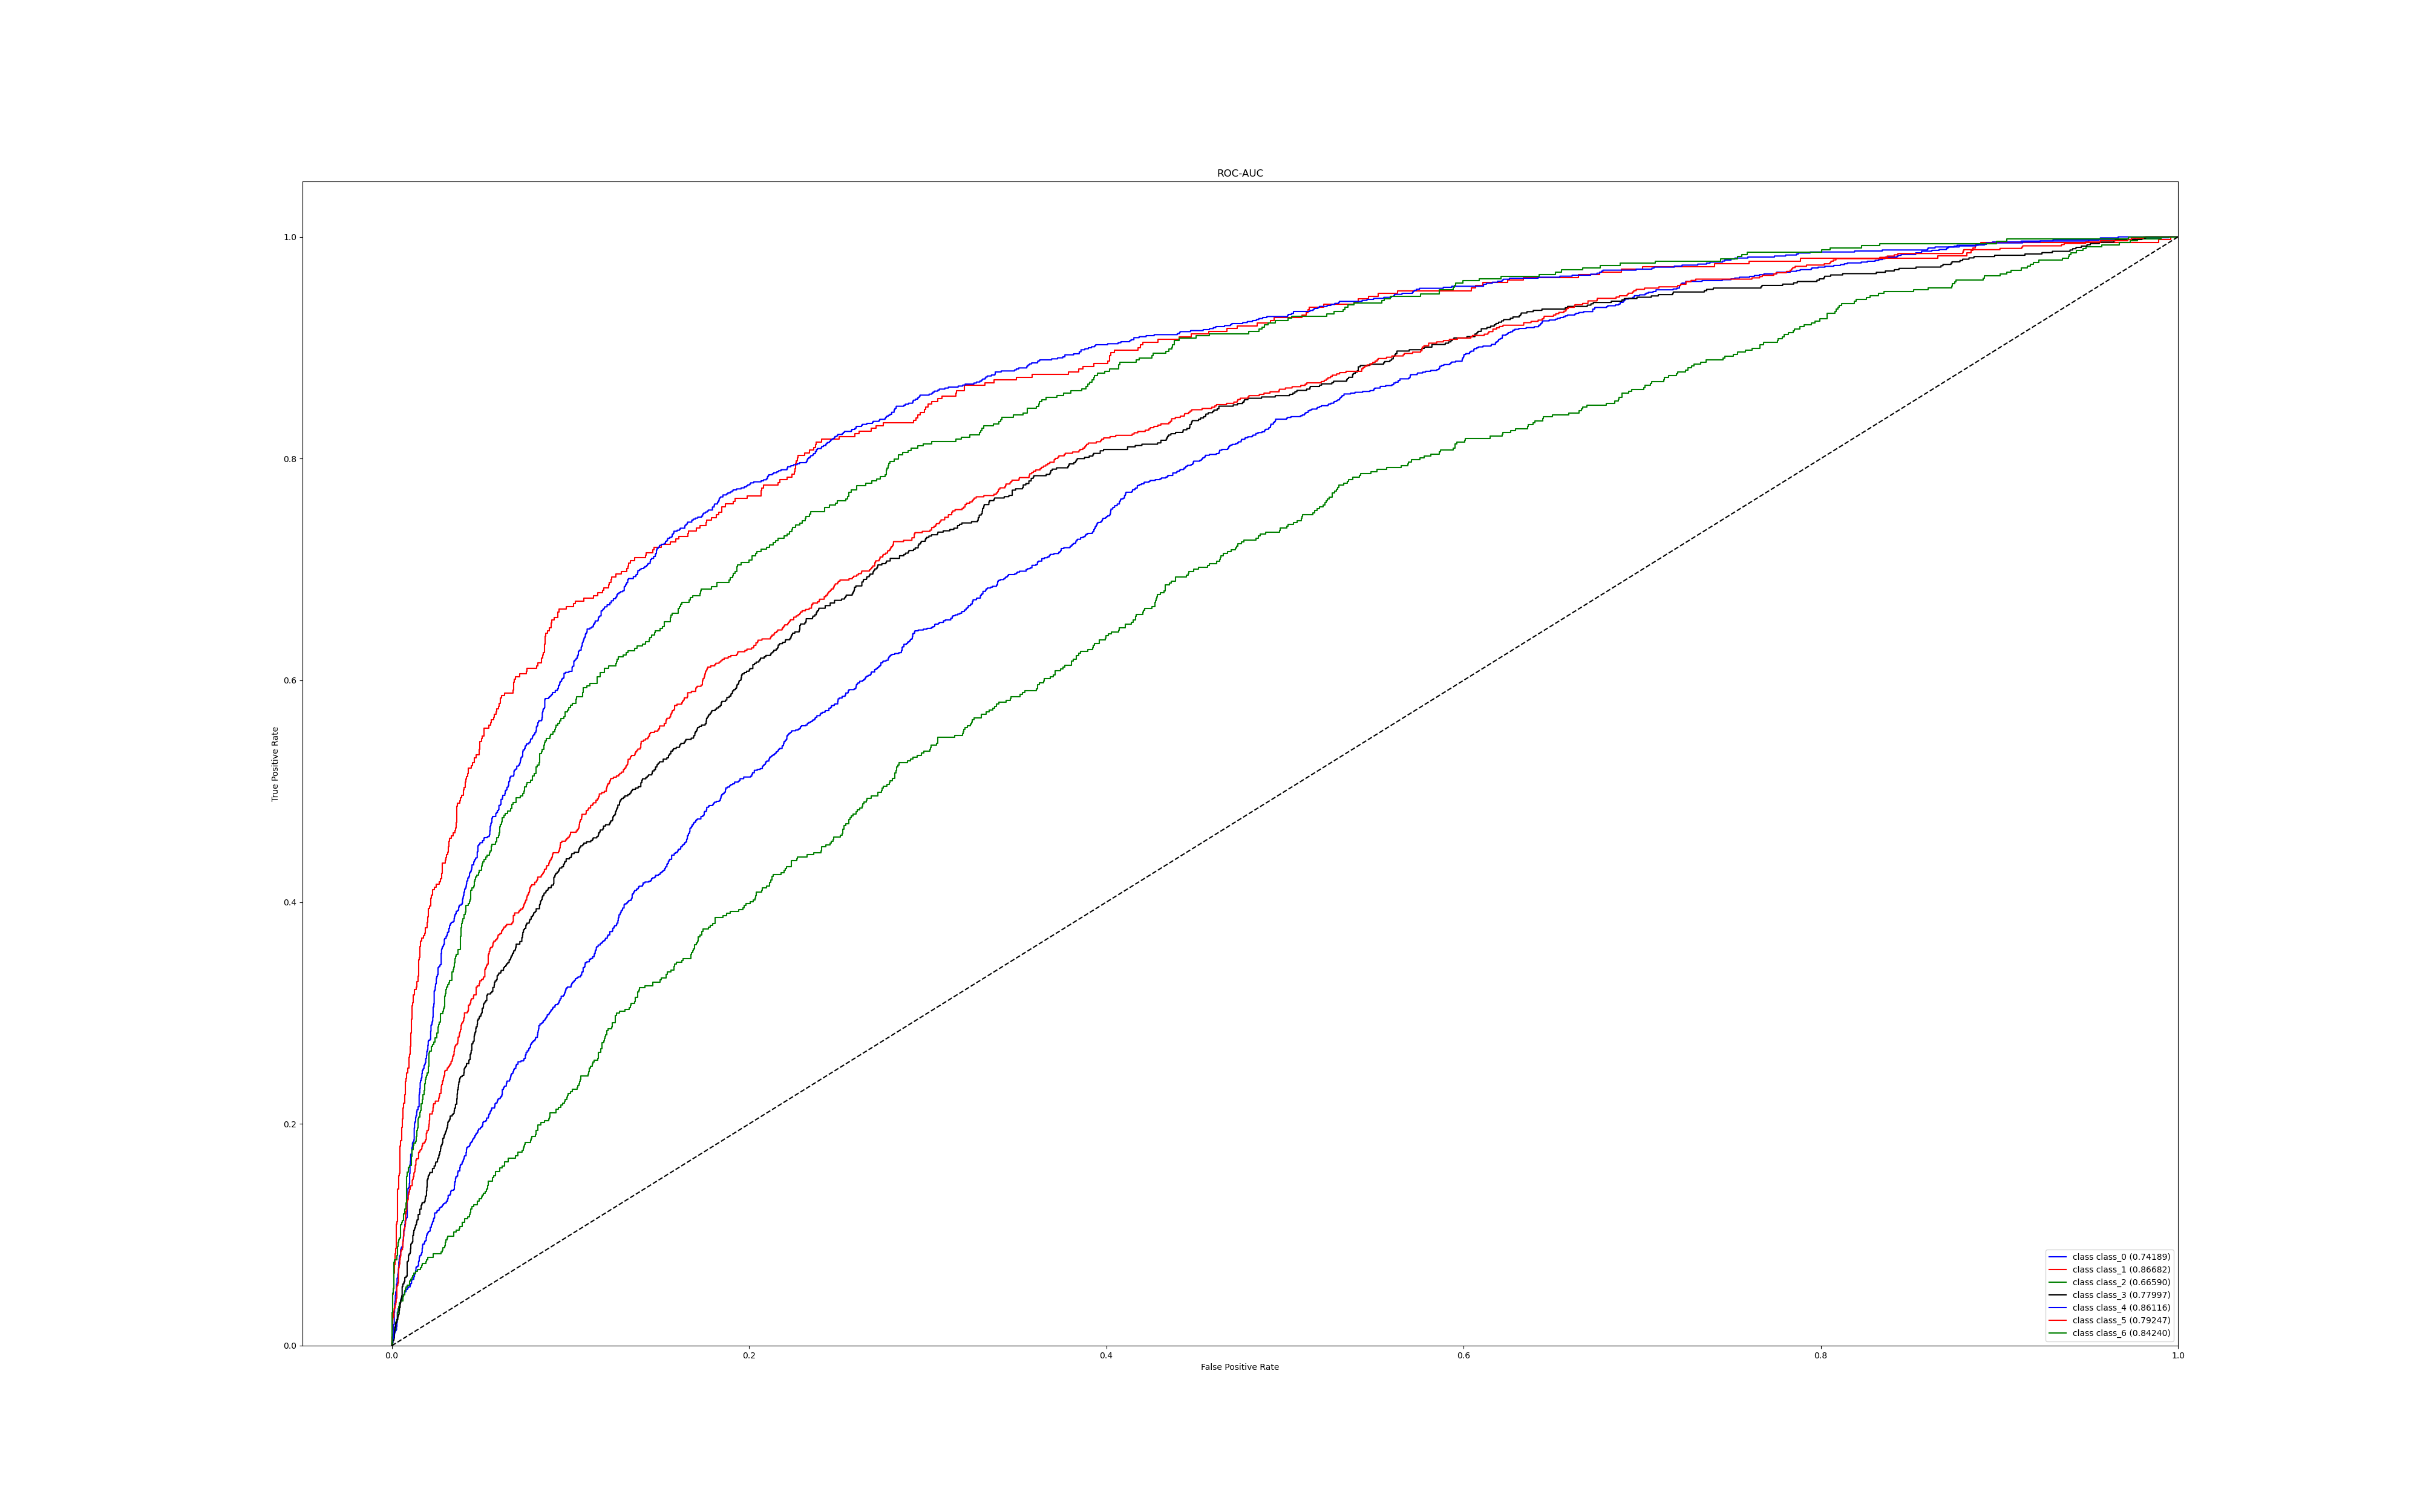 ROC-AUC
1.0
0.8
0.6
0.4
0.2
0.0
True Positive Rate
0.0
0.2
0.4
0.6
0.8
1.0
False Positive Rate
class class_0 (0.74189)
class class_1 (0.86682)
class class_2 (0.66590)
class class_3 (0.77997)
class class_4 (0.86116)
class class_5 (0.79247)
class class_6 (0.84240)